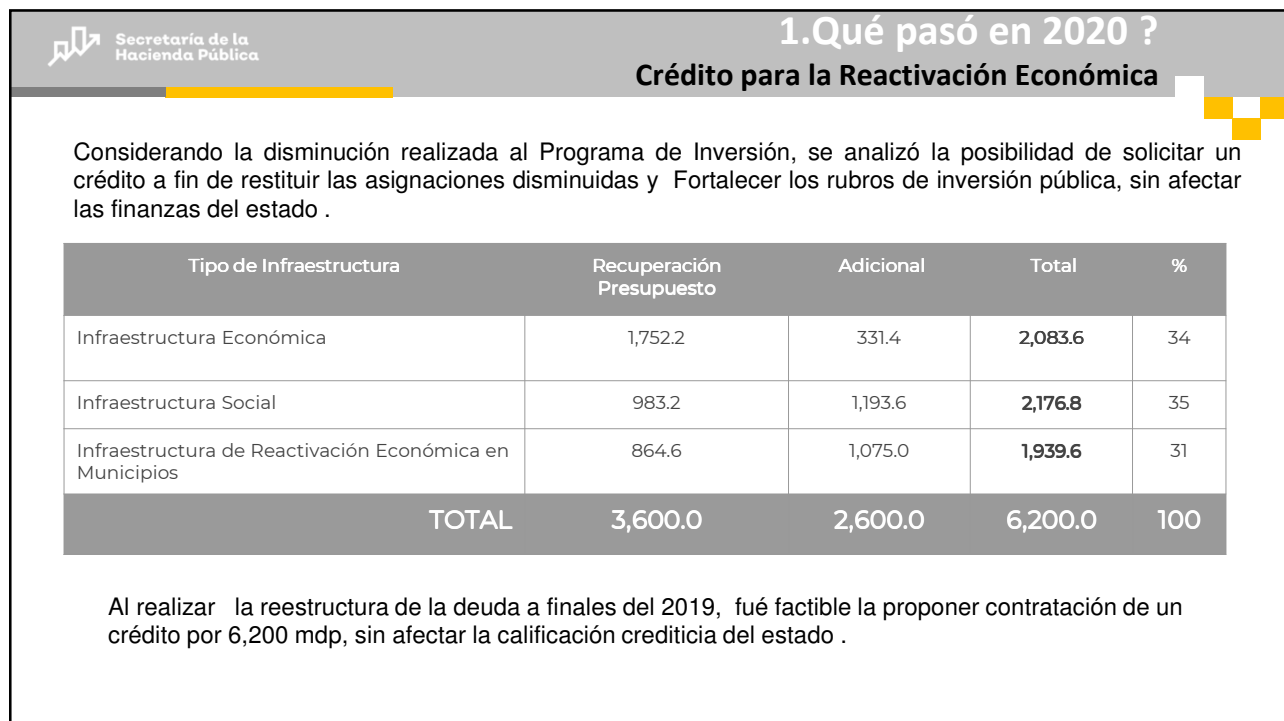 Secretaría de la
Hacienda Pública
1.Qué pasó en 2020 ?
Crédito para la Reactivación Económica
Considerando la disminución realizada al Programa de Inversión, se analizó la posibilidad de solicitar un
crédito a fin de restituir las asignaciones disminuidas y Fortalecer los rubros de inversión pública, sin afectar
las finanzas del estado .
Tipo de Infraestructura Recuperación Presupuesto Adicional Total %
Infraestructura Económica 1,752.2 331.4 2,083.6 34
Infraestructura Social 983.2 1,193.6 2,176.8 35
Infraestructura de Reactivación Económica en
Municipios 864.6 1,075.0 1,939.6 31
TOTAL 3,600.0 2,600.0 6,200.0 100
Al realizar la reestructura de la deuda a finales del 2019, fué factible la proponer contratación de un
crédito por 6,200 mdp, sin afectar la calificación crediticia del estado .